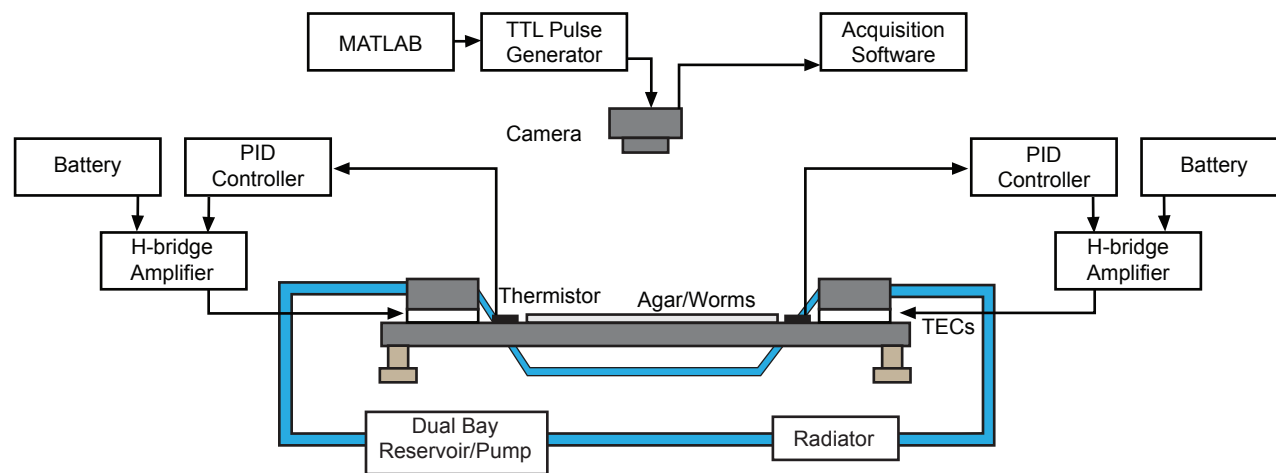 MATLAB
TTL Pulse
Generator
Acquisition
Software
Camera
Battery
PID
Controller
PID
Controller
Battery
H-bridge
Amplifier
H-bridge
Amplifier
Thermistor
Agar/Worms
TECs
Dual Bay
Reservoir/Pump
Radiator